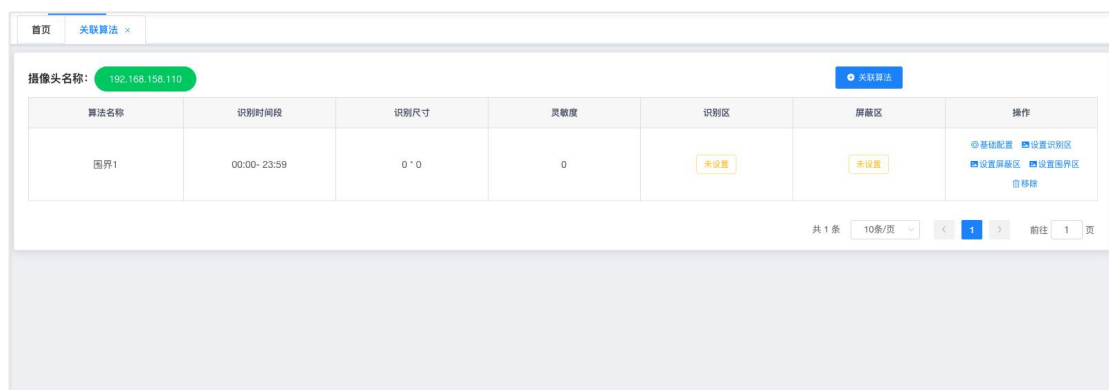 首页 关联算法 ×
摄像头名称： 192.168.158.110 关联算法
算法名称 识别时间段 识别尺寸 灵敏度 识别区 屏蔽区 操作
围界1 00:00- 23:59 0 * 0 0 未设置 未设置 基础配置 设置识别区
设置屏蔽区 设置围界区
移除
共 1 条 10条/页 1 前往 1 页